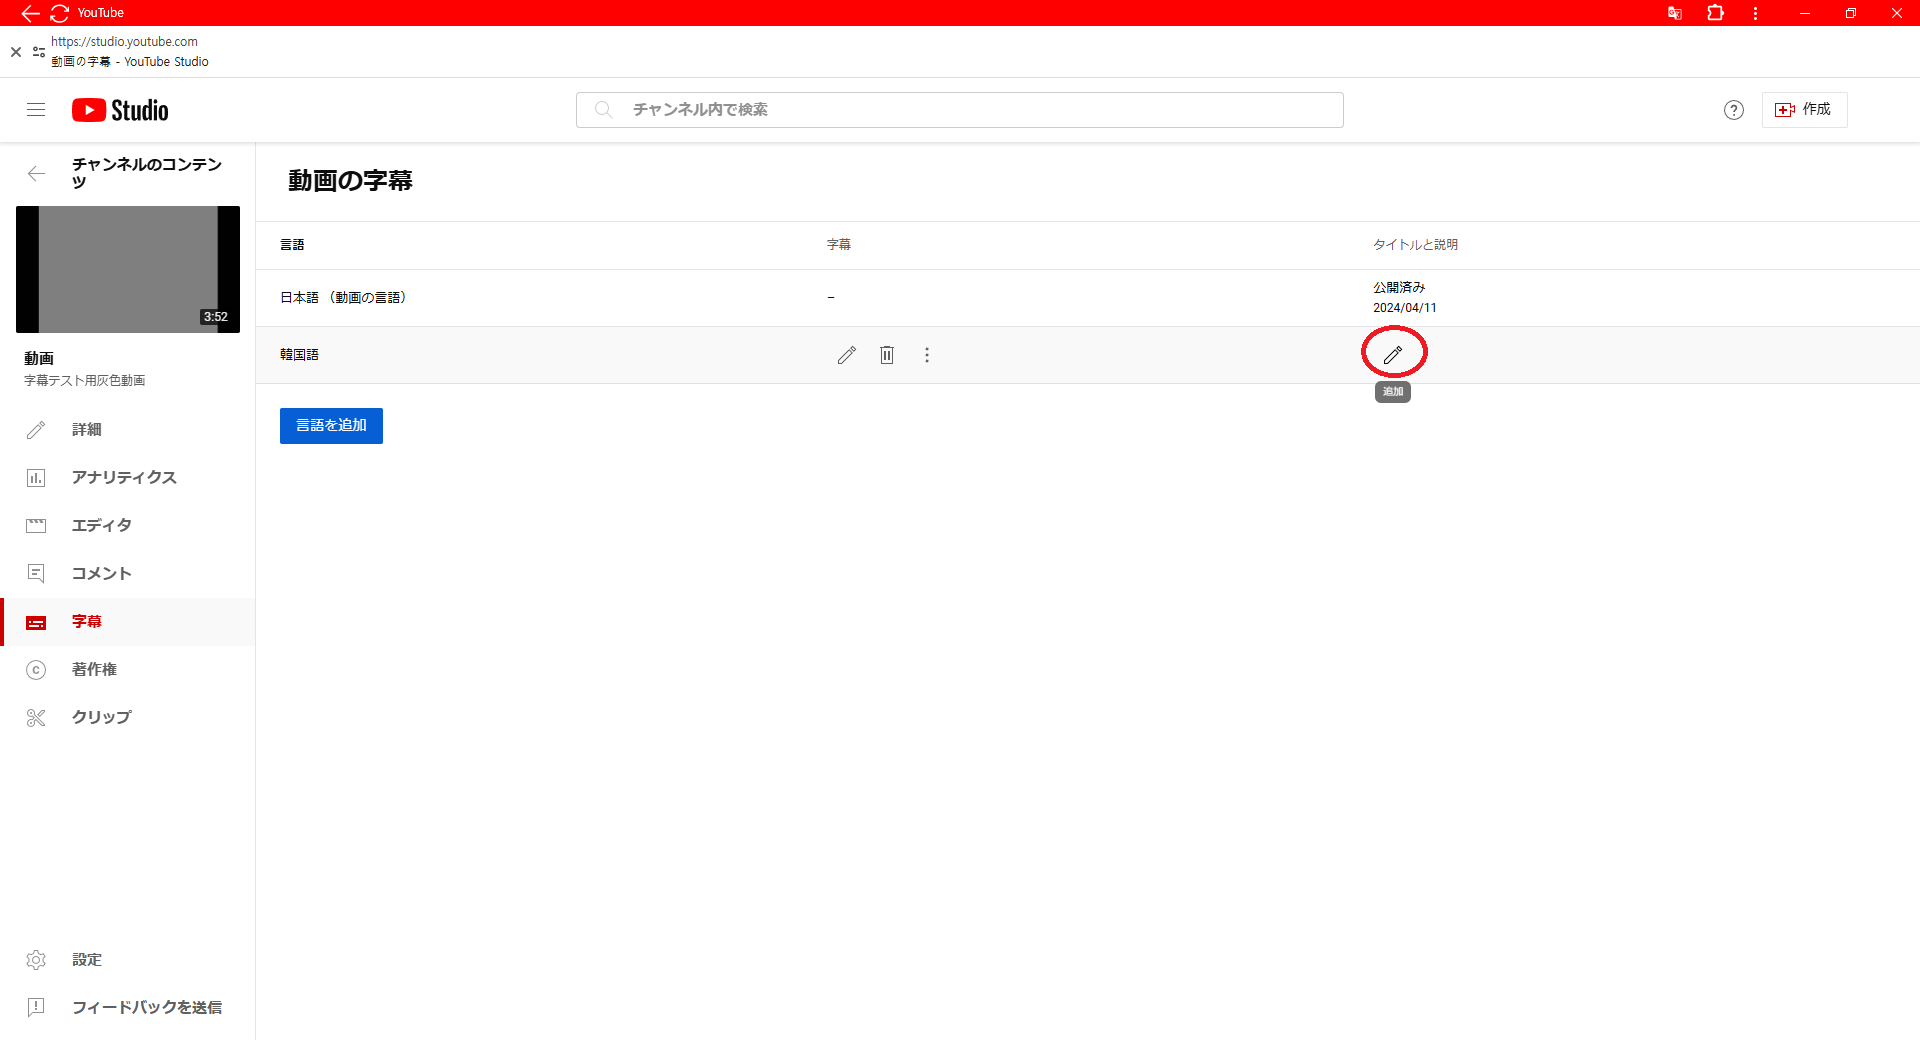 YouTube
https://studio.youtube.com
動画の字幕 - YouTube Studio
Studio
チャンネル内で検索
作成
チャンネルのコンテン
ツ
3:52
動画
字幕テスト用灰色動画
詳細
アナリティクス
エディタ
コメント
字幕
著作権
クリップ
設定
フィードバックを送信
動画の字幕
言語 字幕 タイトルと説明
日本語 （動画の言語） – 公開済み
2024/04/11
韓国語
追加
言語を追加